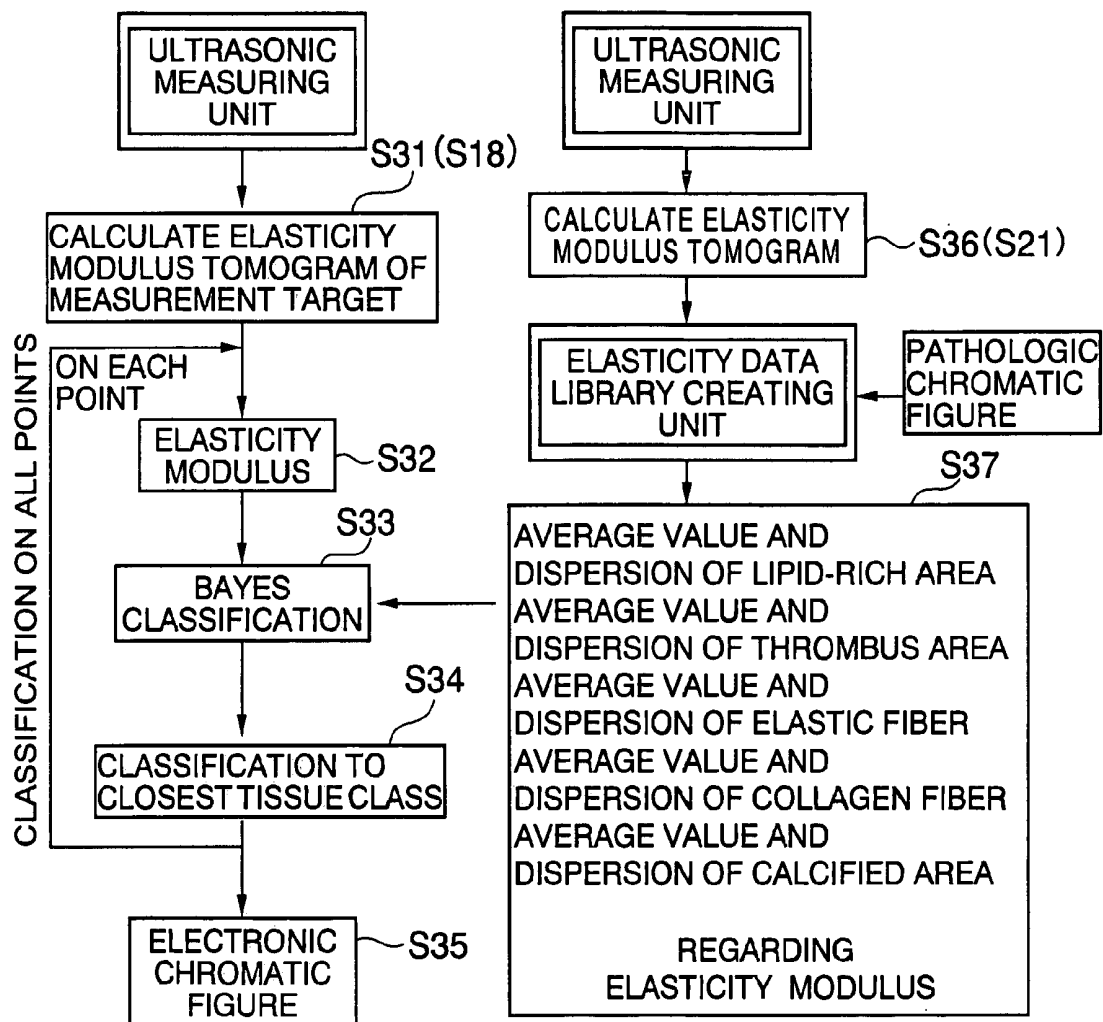 ULTRASONIC
MEASURING
UNIT
S31(S18)
CALCULATE ELASTICITY
MODULUS TOMOGRAM OF
MEASUREMENT TARGET
CLASSIFICATION ON ALL POINTS
ON EACH
POINT
ELASTICITY
MODULUS
S32
S33
BAYES
CLASSIFICATION
S34
CLASSIFICATION TO
CLOSEST TISSUE CLASS
ELECTRONIC
CHROMATIC
FIGURE
S35
ULTRASONIC
MEASURING
UNIT
CALCULATE ELASTICITY
MODULUS TOMOGRAM
S36(S21)
ELASTICITY DATA
LIBRARY CREATING
UNIT
PATHOLOGIC
CHROMATIC
FIGURE
S37
AVERAGE VALUE AND
DISPERSION OF LIPID-RICH AREA
AVERAGE VALUE AND
DISPERSION OF THROMBUS AREA
AVERAGE VALUE AND
DISPERSION OF ELASTIC FIBER
AVERAGE VALUE AND
DISPERSION OF COLLAGEN FIBER
AVERAGE VALUE AND
DISPERSION OF CALCIFIED AREA
REGARDING
ELASTICITY MODULUS